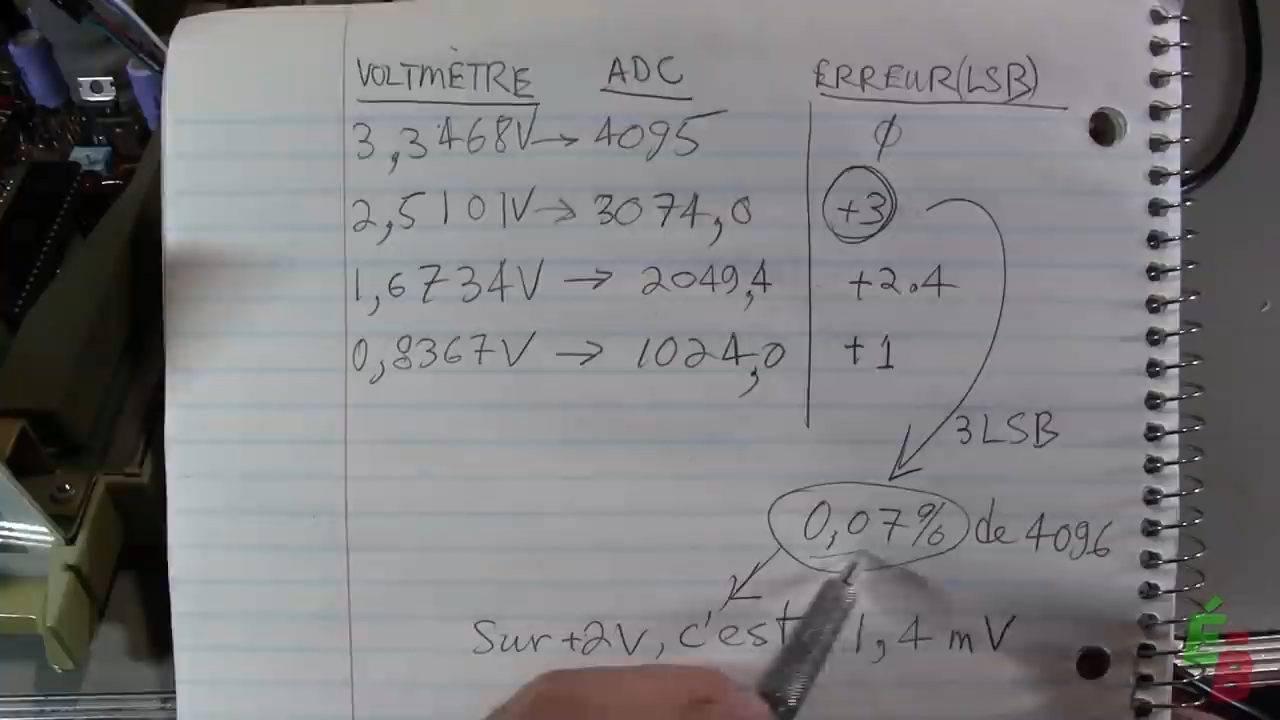 VOLTMÈTRE ADC ERREUR(LSB)
3,3468V → 4095 ϕ
2,5101V → 3074,0 +3
1,6734V → 2049,4 +2.4
0,8367V → 1024,0 +1
3LSB
0,07% de 4096
Sur +2V, c'est 1,4 mV
ÉB